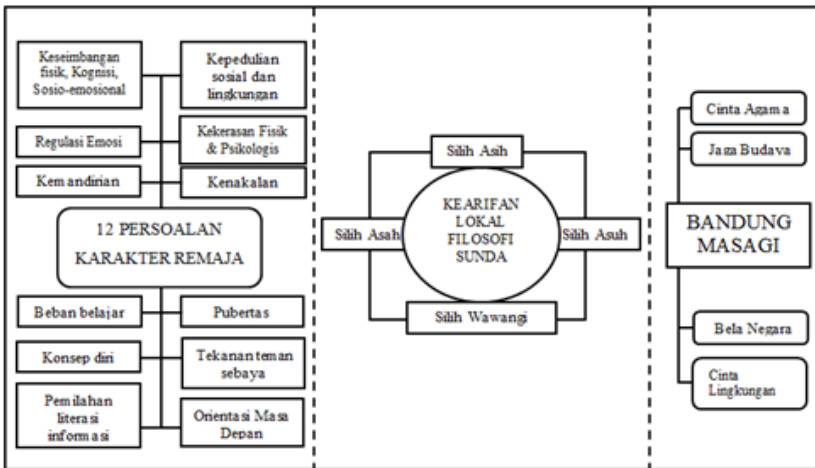 Keseimbangan
fisik, Kognisi,
Sosio-emosional
Kepedulian
sosial dan
lingkungan
Regulasi Emosi
Kekerasan Fisik
& Psikologis
Kemandirian
Kenakalan
12 PERSOALAN
KARAKTER REMAJA
Beban belajar
Pubertas
Konsep diri
Tekanan teman
sebaya
Pemilahan
literasi
informasi
Orientasi Masa
Depan
Silih Asih
Silih Asah
KEARIFAN
LOKAL
FILOSOFI
SUNDA
Silih Asuh
Silih Wawangi
Cinta Agama
Jaga Budaya
BANDUNG
MASAGI
Bela Negara
Cinta
Lingkungan